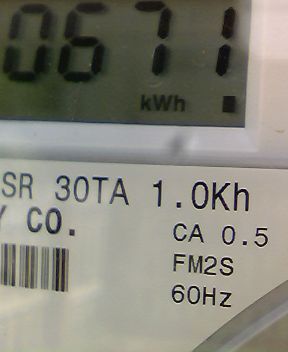 0671
kWh
SR 30TA 1.0Kh
Y CO.
CA 0.5
FM2S
60Hz